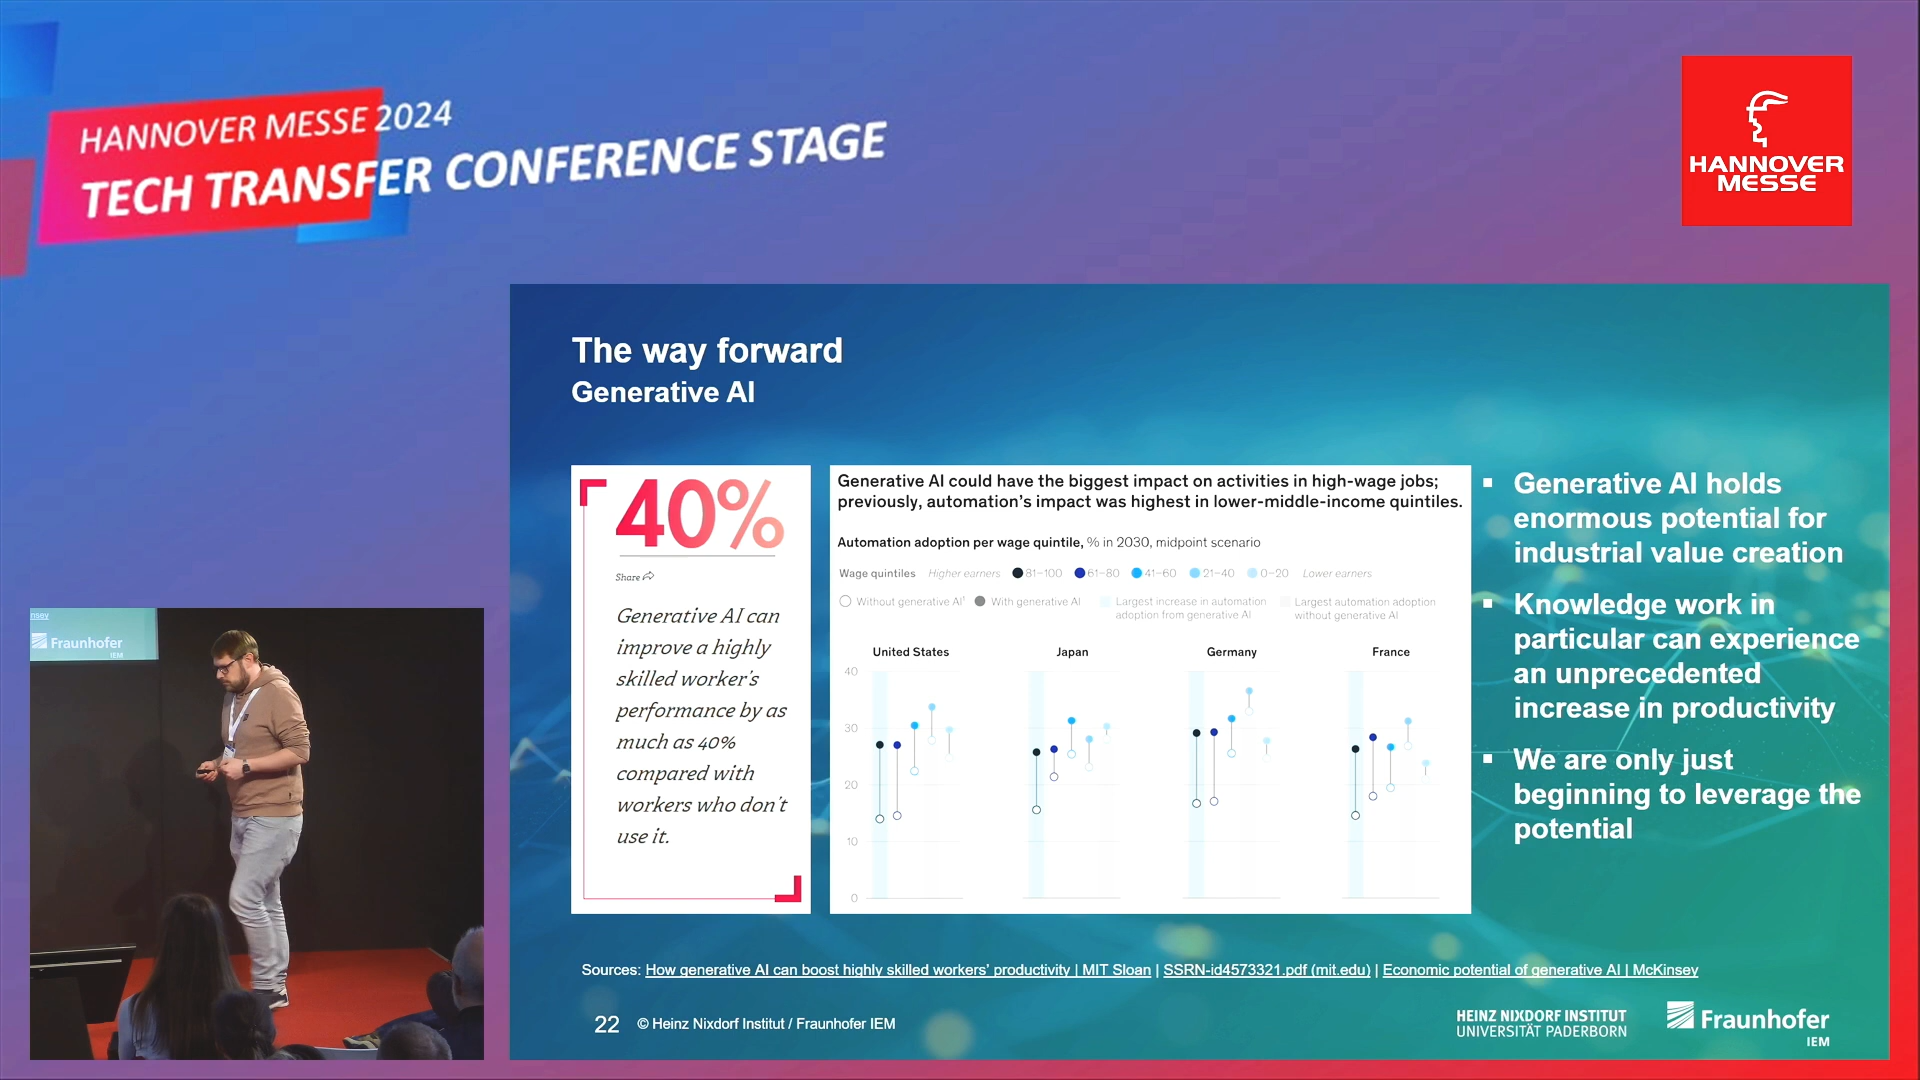 HANNOVER MESSE 2024
TECH TRANSFER CONFERENCE STAGE
HANNOVER
MESSE
The way forward
Generative AI
40%
Share
Generative AI can
improve a highly
skilled worker's
performance by as
much as 40%
compared with
workers who don't
use it.
Generative AI could have the biggest impact on activities in high-wage jobs;
previously, automation's impact was highest in lower-middle-income quintiles.
Automation adoption per wage quintile, % in 2030, midpoint scenario
Wage quintiles Higher earners 81–100 61–80 41–60 21–40 0–20 Lower earners
Without generative AI¹ With generative AI Largest increase in automation adoption from generative AI Largest automation adoption without generative AI
United States Japan Germany France
40
30
20
10
0
Generative AI holds
enormous potential for
industrial value creation
Knowledge work in
particular can experience
an unprecedented
increase in productivity
We are only just
beginning to leverage the
potential
Sources: How generative AI can boost highly skilled workers' productivity | MIT Sloan | SSRN-id4573321.pdf (mit.edu) | Economic potential of generative AI | McKinsey
22 © Heinz Nixdorf Institut / Fraunhofer IEM
HEINZ NIXDORF INSTITUT
UNIVERSITÄT PADERBORN
Fraunhofer
IEM
nsey
Fraunhofer
IEM